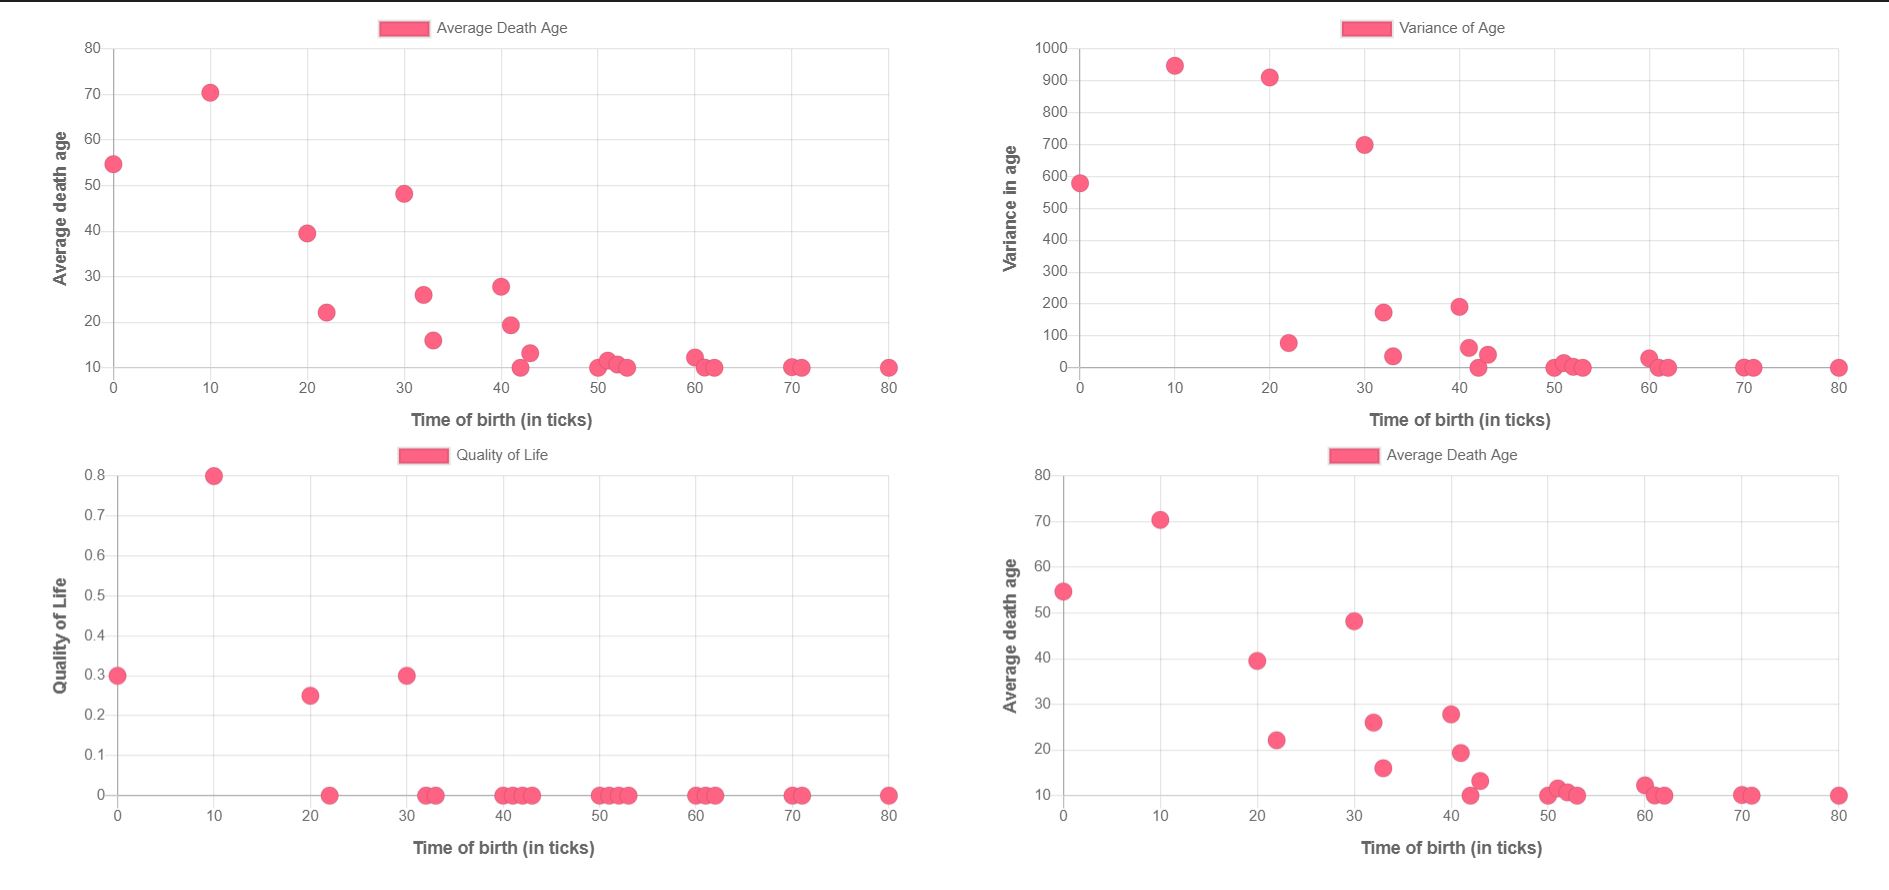 Average Death Age
80
70
60
50
40
30
20
10
0 10 20 30 40 50 60 70 80
Average death age
Time of birth (in ticks)
Variance of Age
1000
900
800
700
600
500
400
300
200
100
0
0 10 20 30 40 50 60 70 80
Variance in age
Time of birth (in ticks)
Quality of Life
0.8
0.7
0.6
0.5
0.4
0.3
0.2
0.1
0
0 10 20 30 40 50 60 70 80
Quality of Life
Time of birth (in ticks)
Average Death Age
80
70
60
50
40
30
20
10
0 10 20 30 40 50 60 70 80
Average death age
Time of birth (in ticks)